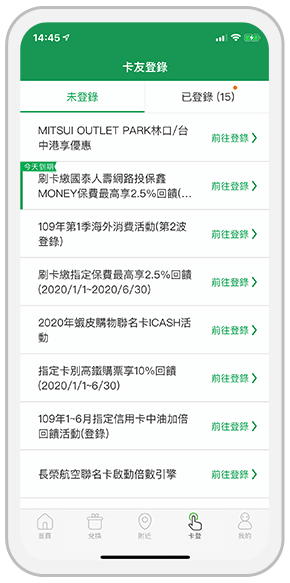 14:45
卡友登錄
未登錄
已登錄 (15)
MITSUI OUTLET PARK林口/台
中港享優惠
前往登錄
今天到期
刷卡繳國泰人壽網路投保鑫
MONEY保費最高享2.5%回饋(...
前往登錄
109年第1季海外消費活動(第2波
登錄)
前往登錄
刷卡繳指定保費最高享2.5%回饋
(2020/1/1~2020/6/30)
前往登錄
2020年蝦皮購物聯名卡ICASH活
動
前往登錄
指定卡別高鐵購票享10%回饋
(2020/1/1~6/30)
前往登錄
109年1~6月指定信用卡中油加倍
回饋活動(登錄)
前往登錄
長榮航空聯名卡啟動倍數引擎
前往登錄
首頁
兌換
附近
卡登
我的